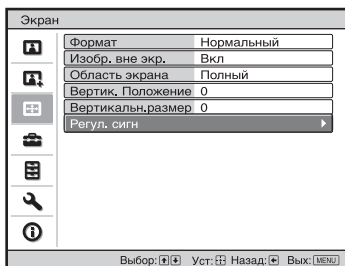 Экран
Формат Нормальный
Изобр. вне экр. Вкл
Область экрана Полный
Вертик. Положение 0
Вертикальн.размер 0
Регул. сигн
Выбор: Уст: Назад: Вых: MENU